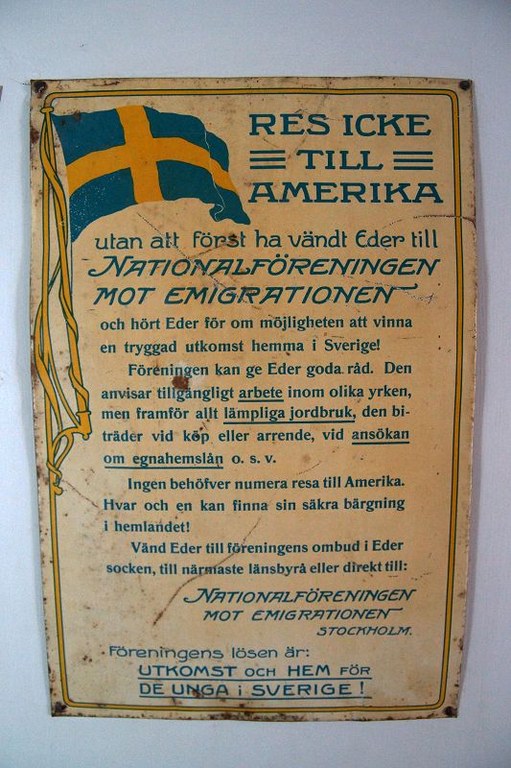 RES ICKE
TILL
AMERIKA
utan att först ha vändt Eder till
NATIONALFÖRENINGEN
MOT EMIGRATIONEN
och hört Eder för om möjligheten att vinna
en tryggad utkomst hemma i Sverige!
Föreningen kan ge Eder goda råd. Den
anvisar tillgängligt arbete inom olika yrken,
men framför allt lämpliga jordbruk, den bi-
träder vid köp eller arrende, vid ansökan
om egnahemslån o. s. v.
Ingen behöfver numera resa till Amerika.
Hvar och en kan finna sin säkra bärgning
i hemlandet!
Vänd Eder till föreningens ombud i Eder
socken, till närmaste länsbyrå eller direkt till:
NATIONALFÖRENINGEN
MOT EMIGRATIONEN
STOCKHOLM.
Föreningens lösen är:
UTKOMST OCH HEM FÖR
DE UNGA I SVERIGE!